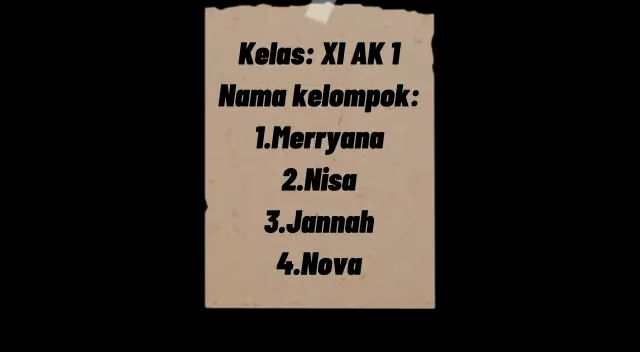 Kelas: XI AK 1
Nama kelompok:
1.Merryana
2.Nisa
3.Jannah
4.Nova